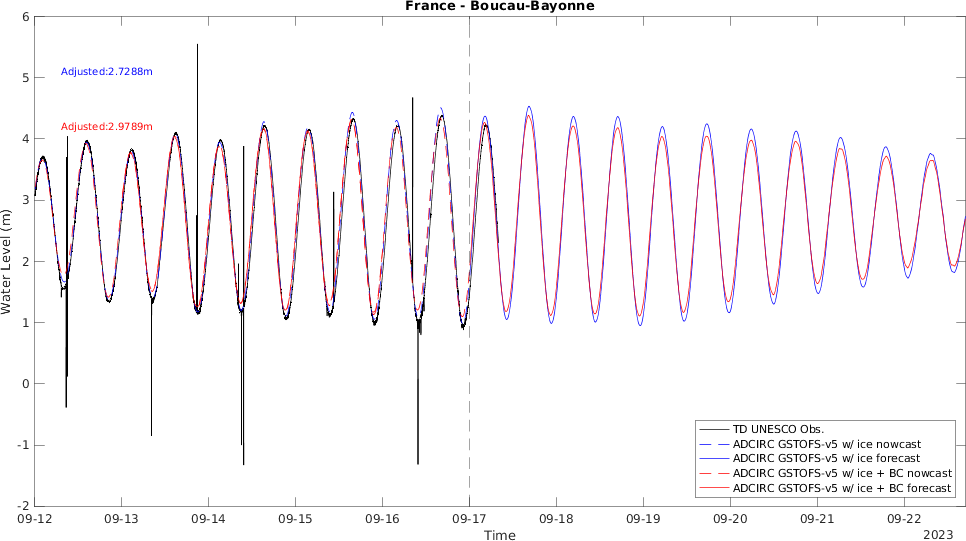 France - Boucau-Bayonne
6
5
4
3
2
1
0
-1
-2
Water Level (m)
Adjusted:2.7288m
Adjusted:2.9789m
TD UNESCO Obs.
ADCIRC GSTOFS-v5 w/ ice nowcast
ADCIRC GSTOFS-v5 w/ ice forecast
ADCIRC GSTOFS-v5 w/ ice + BC nowcast
ADCIRC GSTOFS-v5 w/ ice + BC forecast
09-12 09-13 09-14 09-15 09-16 09-17 09-18 09-19 09-20 09-21 09-22
Time
2023